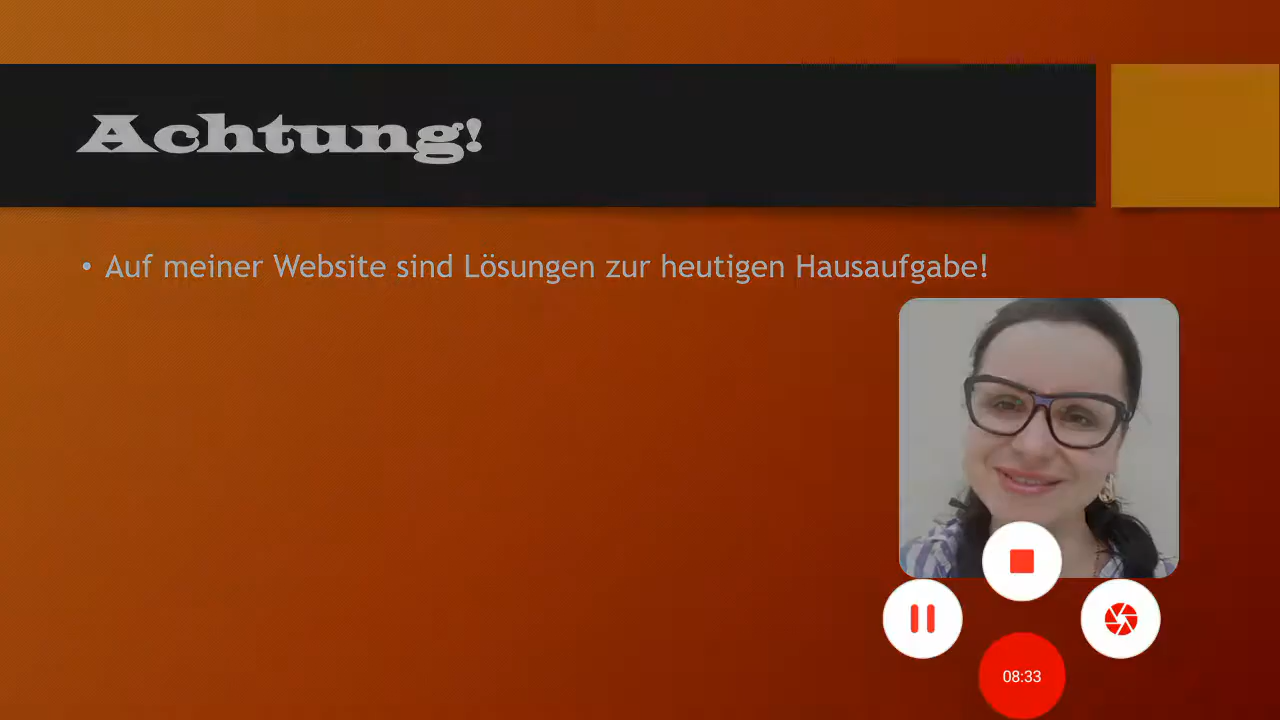 Achtung!
• Auf meiner Website sind Lösungen zur heutigen Hausaufgabe!
08:33